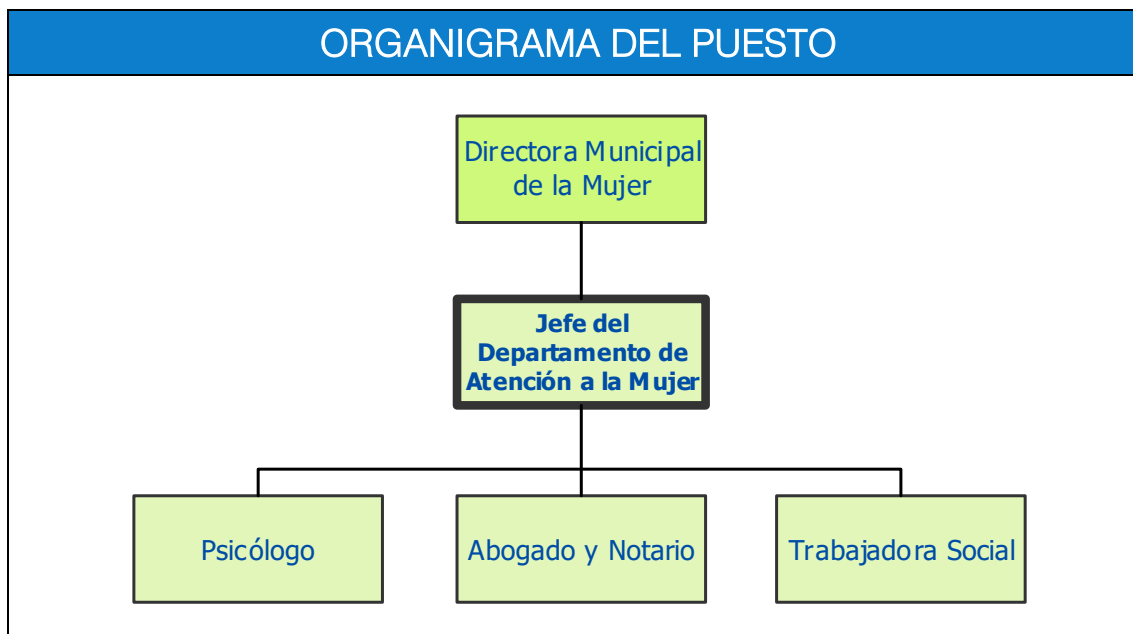 ORGANIGRAMA DEL PUESTO
Directora Municipal
de la Mujer
Jefe del
Departamento de
Atención a la Mujer
Psicólogo
Abogado y Notario
Trabajadora Social